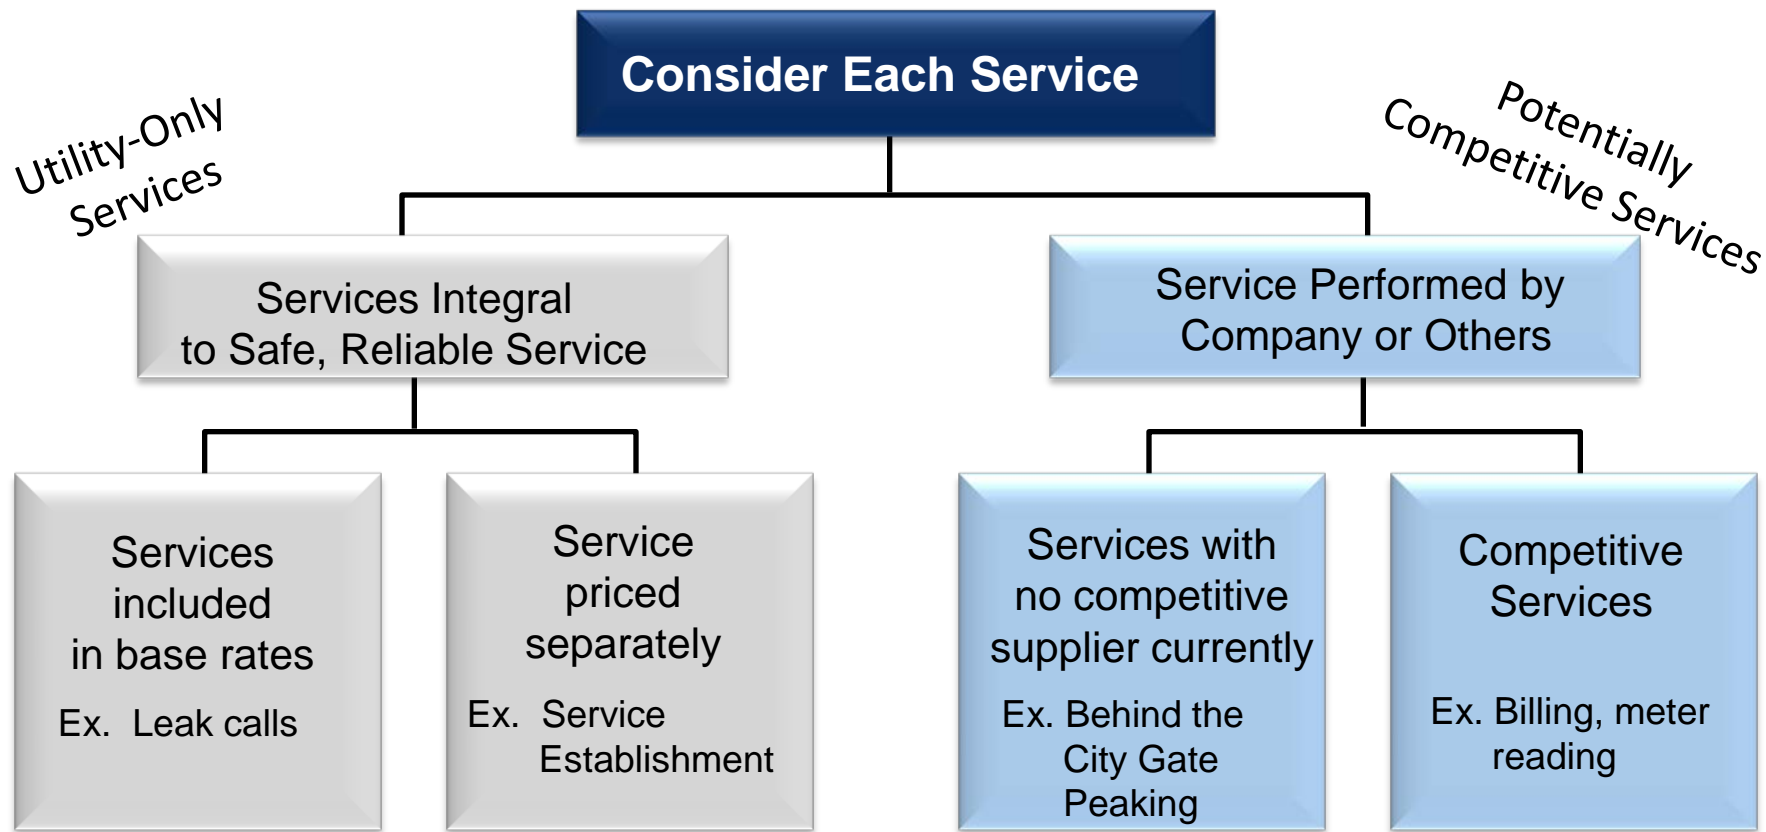 Consider Each Service
Utility-Only
Services
Potentially
Competitive Services
Services Integral
to Safe, Reliable Service
Service Performed by
Company or Others
Services
included
in base rates
Ex.  Leak calls
Service
priced
separately
Ex.  Service
Establishment
Services with
no competitive
supplier currently
Ex. Behind the
City Gate
Peaking
Competitive
Services
Ex. Billing, meter
reading